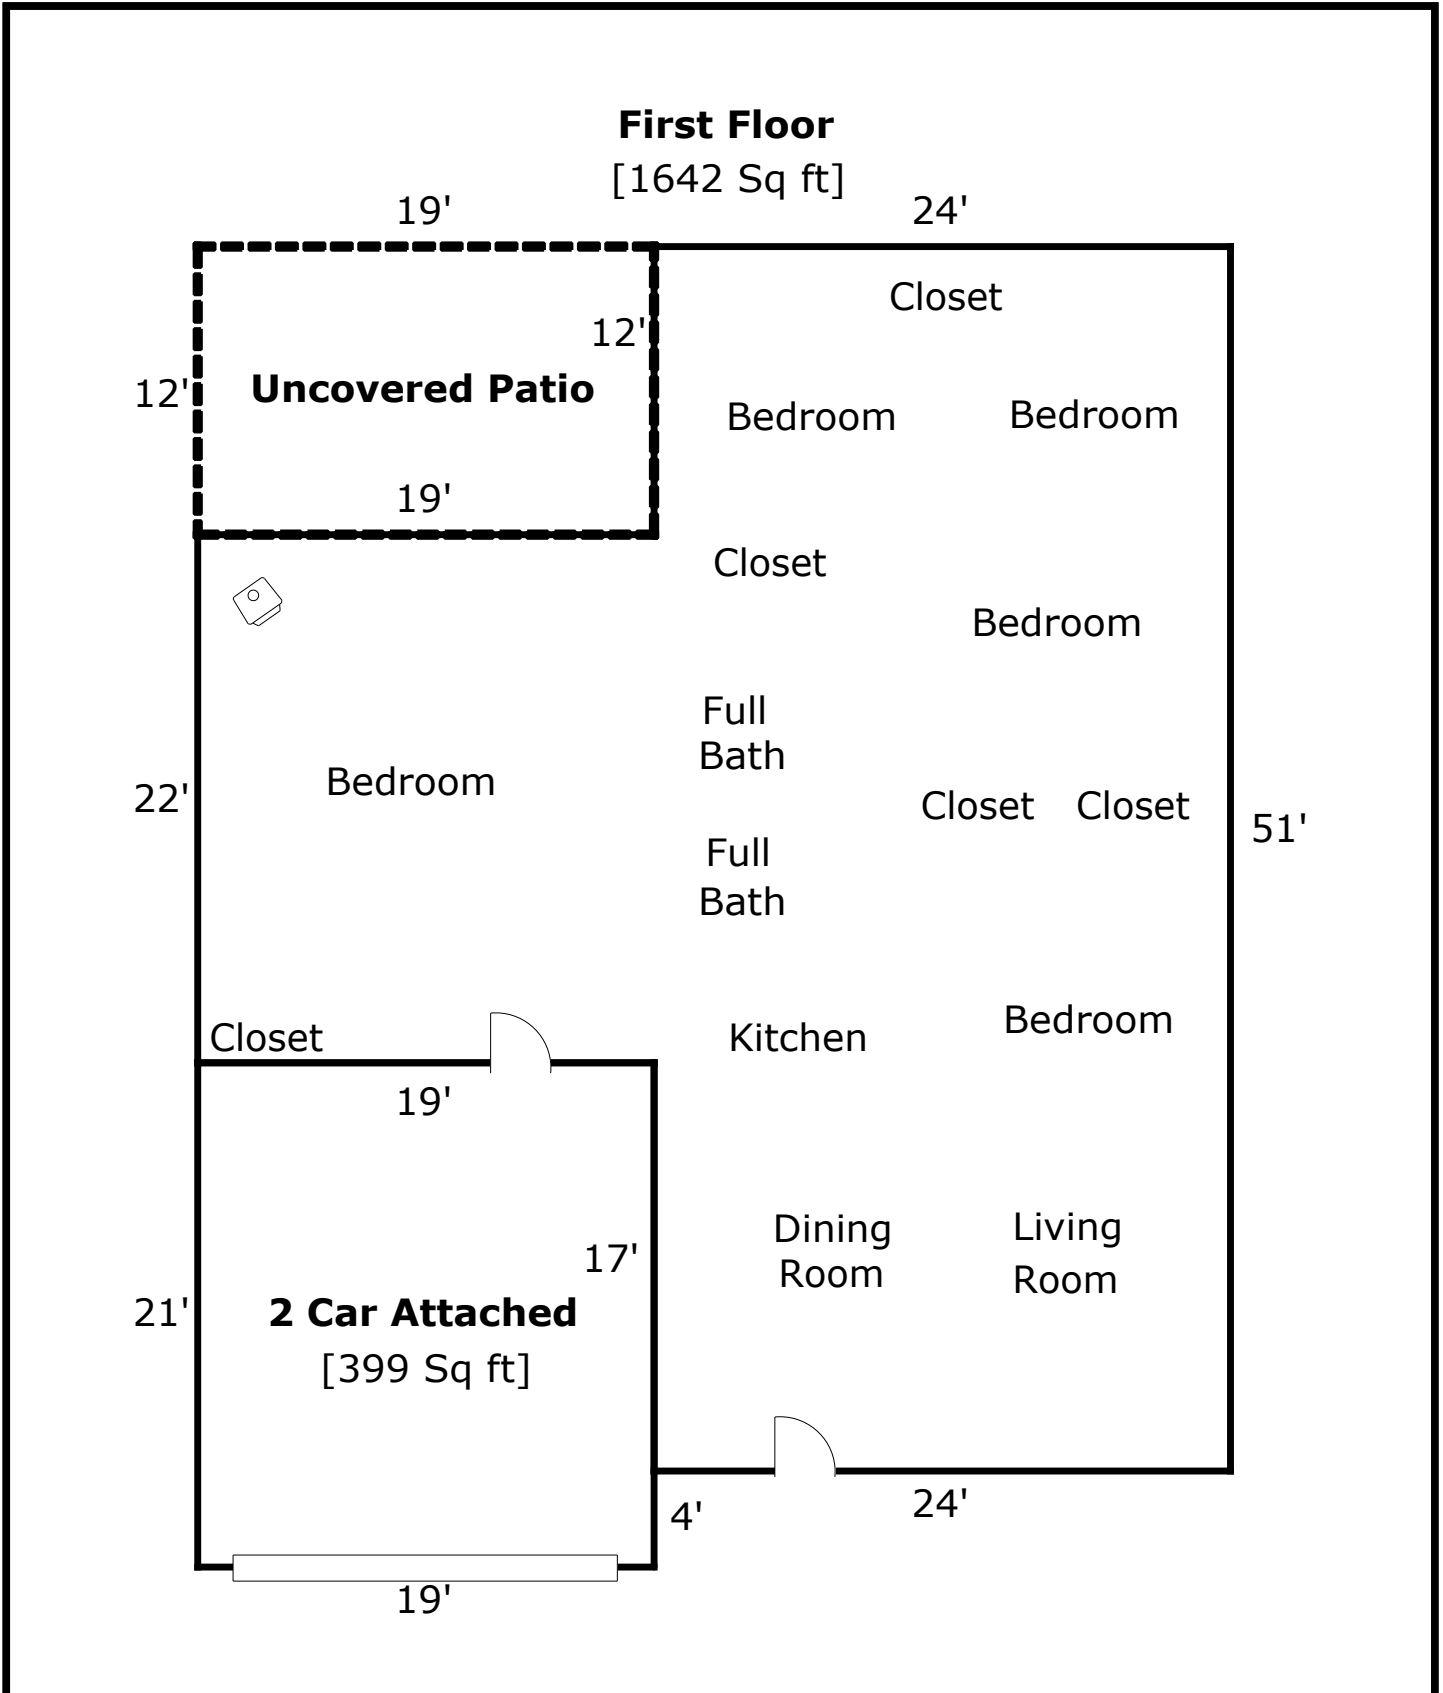 First Floor
[1642 Sq ft]
19'
24'
Closet
12'
12'
Uncovered Patio
Bedroom
Bedroom
19'
Closet
Bedroom
Full
Bath
Bedroom
22'
Closet
Closet
51'
Full
Bath
Closet
Kitchen
Bedroom
19'
Dining
Room
Living
Room
17'
21'
2 Car Attached
[399 Sq ft]
4'
24'
19'